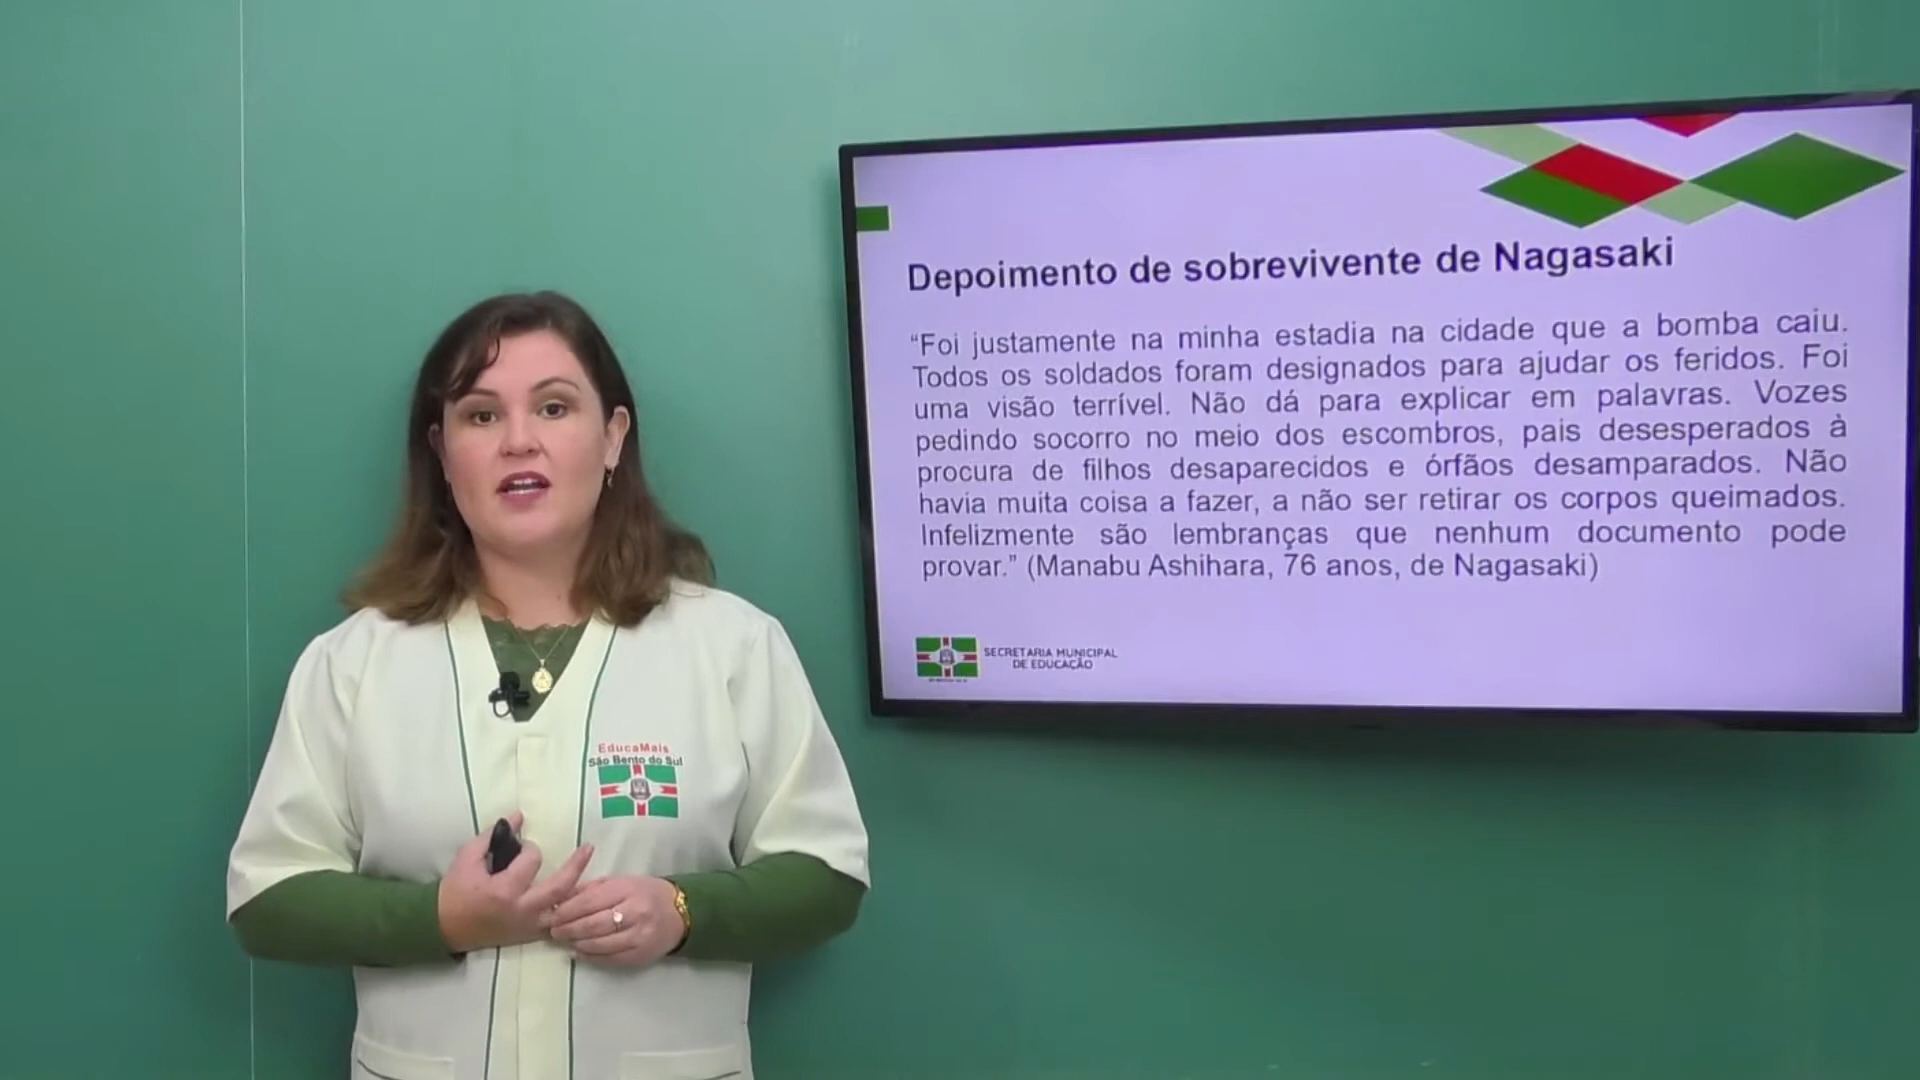 Depoimento de sobrevivente de Nagasaki
“Foi justamente na minha estadia na cidade que a bomba caiu.
Todos os soldados foram designados para ajudar os feridos. Foi
uma visão terrível. Não dá para explicar em palavras. Vozes
pedindo socorro no meio dos escombros, pais desesperados à
procura de filhos desaparecidos e órfãos desamparados. Não
havia muita coisa a fazer, a não ser retirar os corpos queimados.
Infelizmente são lembranças que nenhum documento pode
provar.” (Manabu Ashihara, 76 anos, de Nagasaki)
SECRETARIA MUNICIPAL
DE EDUCAÇÃO
EducaMais
São Bento do Sul